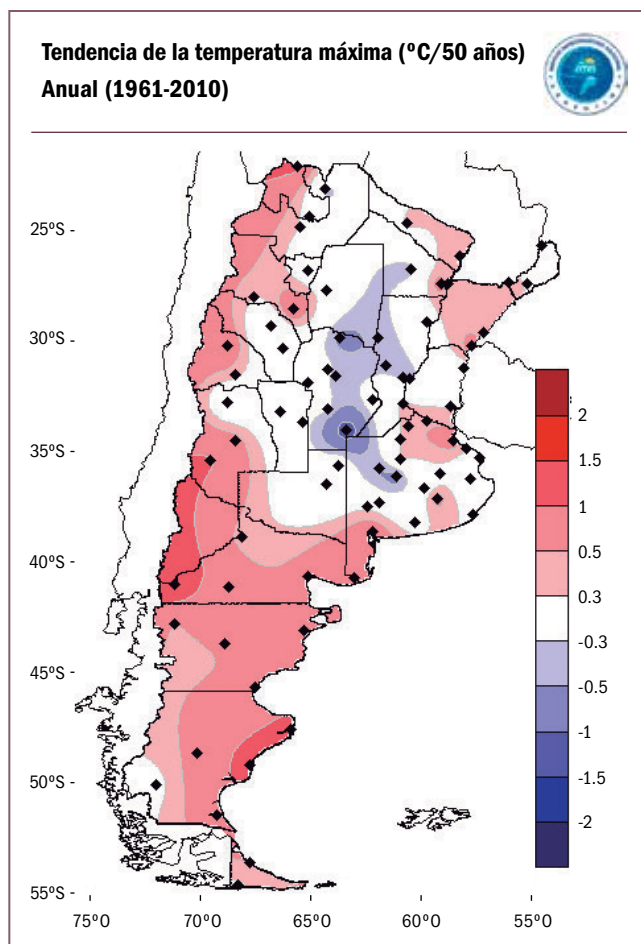 Tendencia de la temperatura máxima (ºC/50 años)
Anual (1961-2010)
25ºS -
30ºS -
35ºS -
40ºS -
45ºS -
50ºS -
55ºS -
75ºO
70ºO
65ºO
60ºO
55ºO
2
1.5
1
0.5
0.3
-0.3
-0.5
-1
-1.5
-2